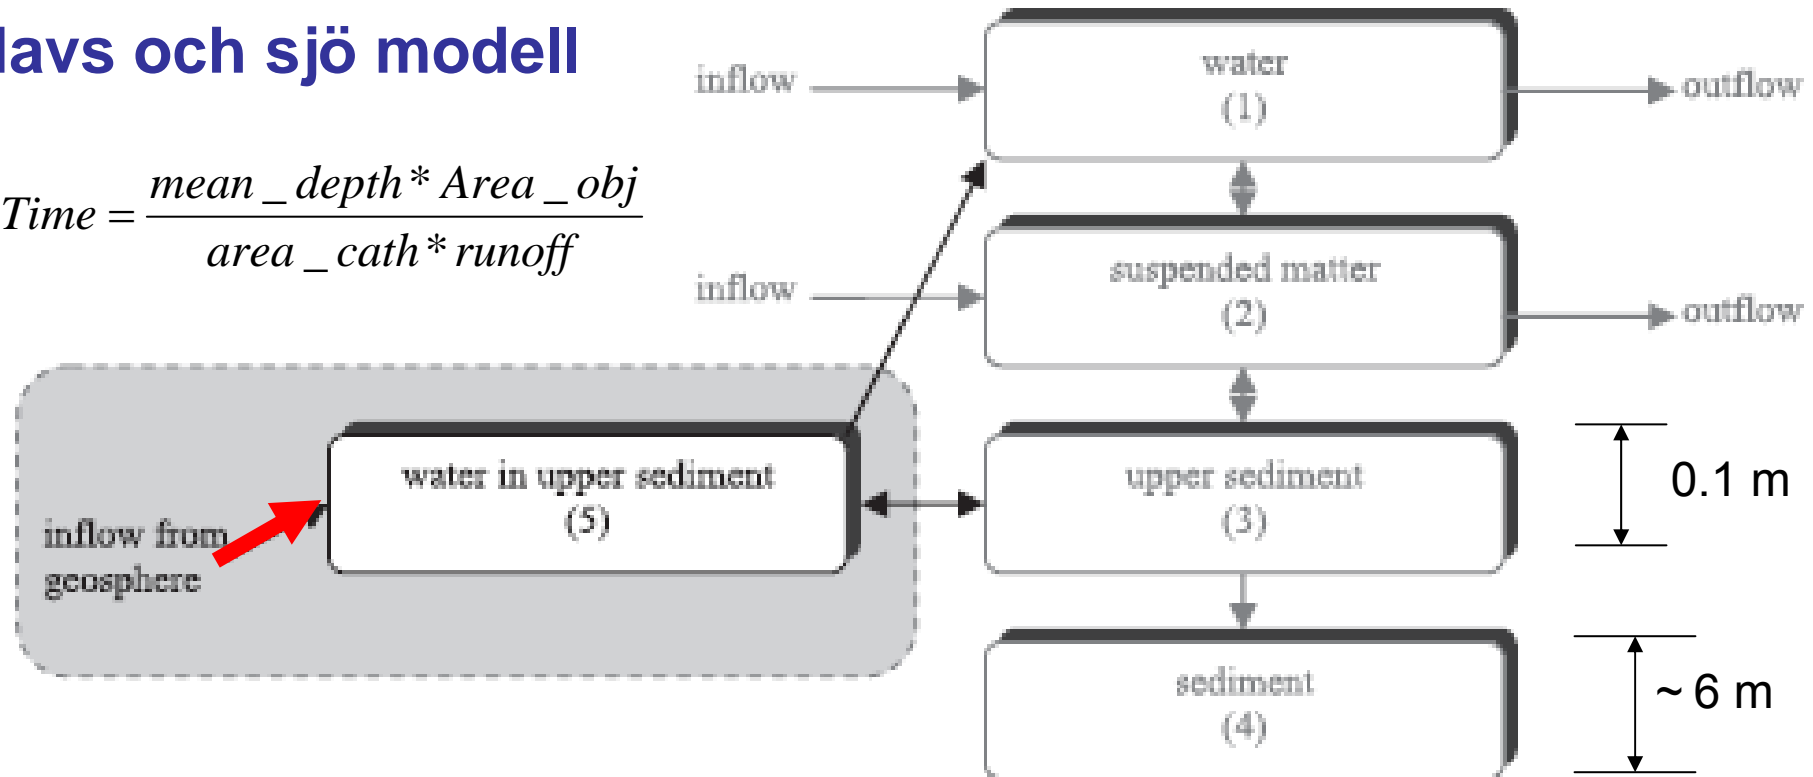 lavs och sjö modell
Time = mean_depth * Area_obj
area_cath * runoff
inflow
water
(1)
outflow
inflow
suspended matter
(2)
outflow
water in upper sediment
(5)
inflow from
geosphere
upper sediment
(3)
0.1 m
sediment
(4)
~ 6 m